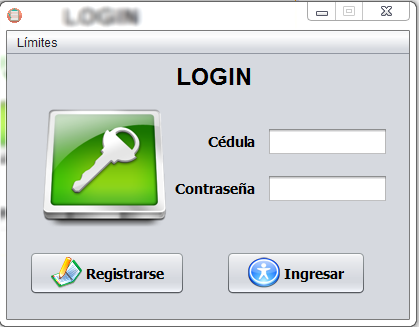 LOGIN
Límites
LOGIN
Cédula
Contraseña
Registrarse
Ingresar